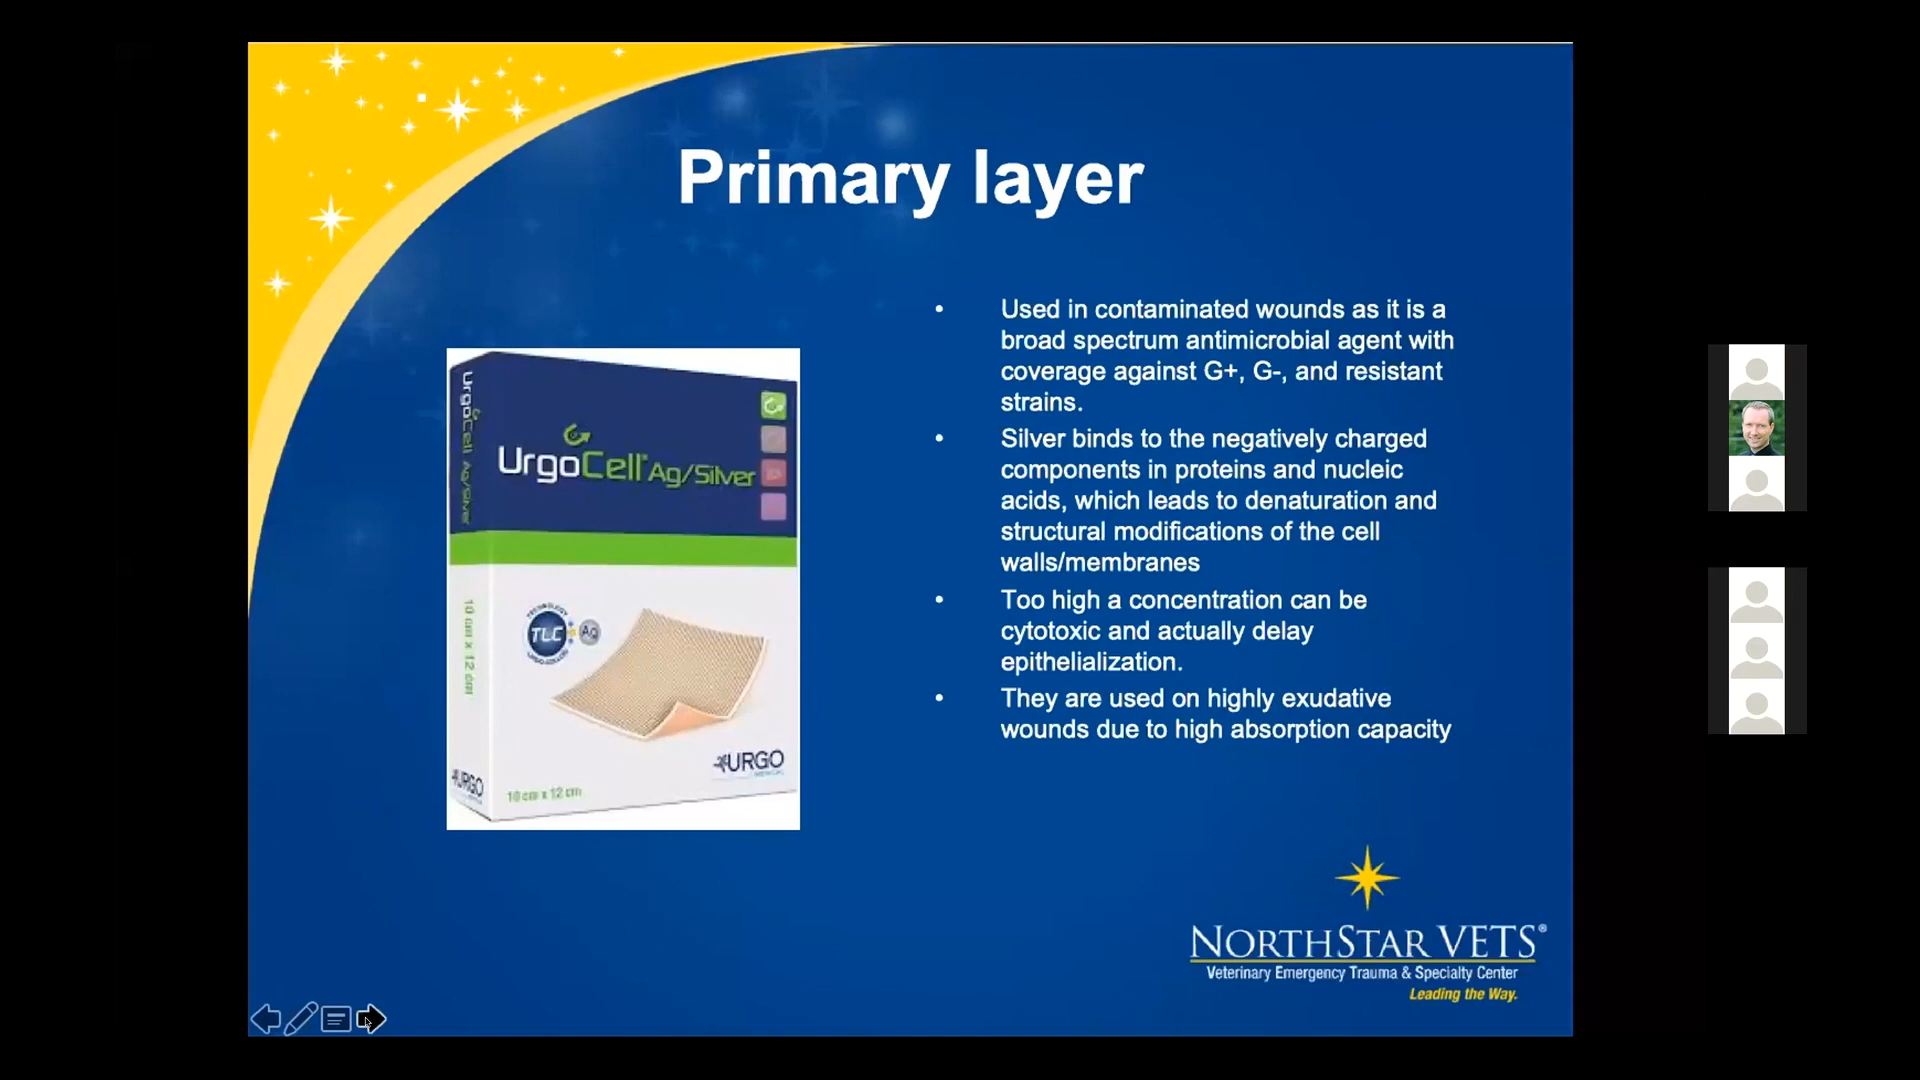 Primary layer
• Used in contaminated wounds as it is a
broad spectrum antimicrobial agent with
coverage against G+, G-, and resistant
strains.
• Silver binds to the negatively charged
components in proteins and nucleic
acids, which leads to denaturation and
structural modifications of the cell
walls/membranes
• Too high a concentration can be
cytotoxic and actually delay
epithelialization.
• They are used on highly exudative
wounds due to high absorption capacity
UrgoCell Ag/Silver
UrgoCell® Ag/Silver
10 cm x 12 cm
TECHNOLOGY
TLC
Ag
URGO
URGO
10 cm x 12 cm
NORTHSTAR VETS®
Veterinary Emergency Trauma & Specialty Center
Leading the Way.